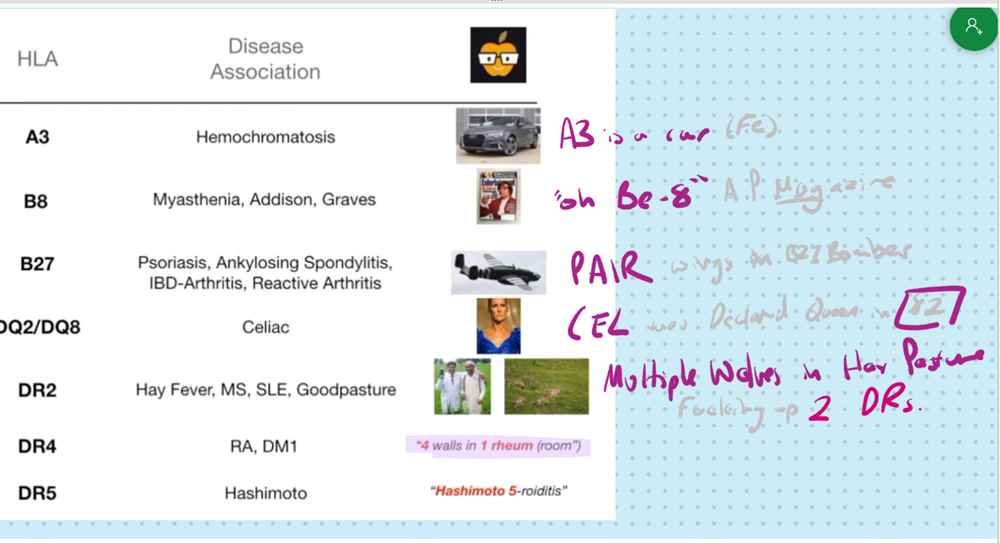 HLA Disease Association
A3 Hemochromatosis A3 is a car (Fe).
B8 Myasthenia, Addison, Graves "oh Be-8" A.P. Magazine
B27 Psoriasis, Ankylosing Spondylitis, IBD-Arthritis, Reactive Arthritis PAIR wings on B27 Bomber
DQ2/DQ8 Celiac CEL was Declared Queen in 82
DR2 Hay Fever, MS, SLE, Goodpasture Multiple Wolves in Hay Pasture
2 DRs.
DR4 RA, DM1 "4 walls in 1 rheum (room")
DR5 Hashimoto "Hashimoto 5-roiditis"